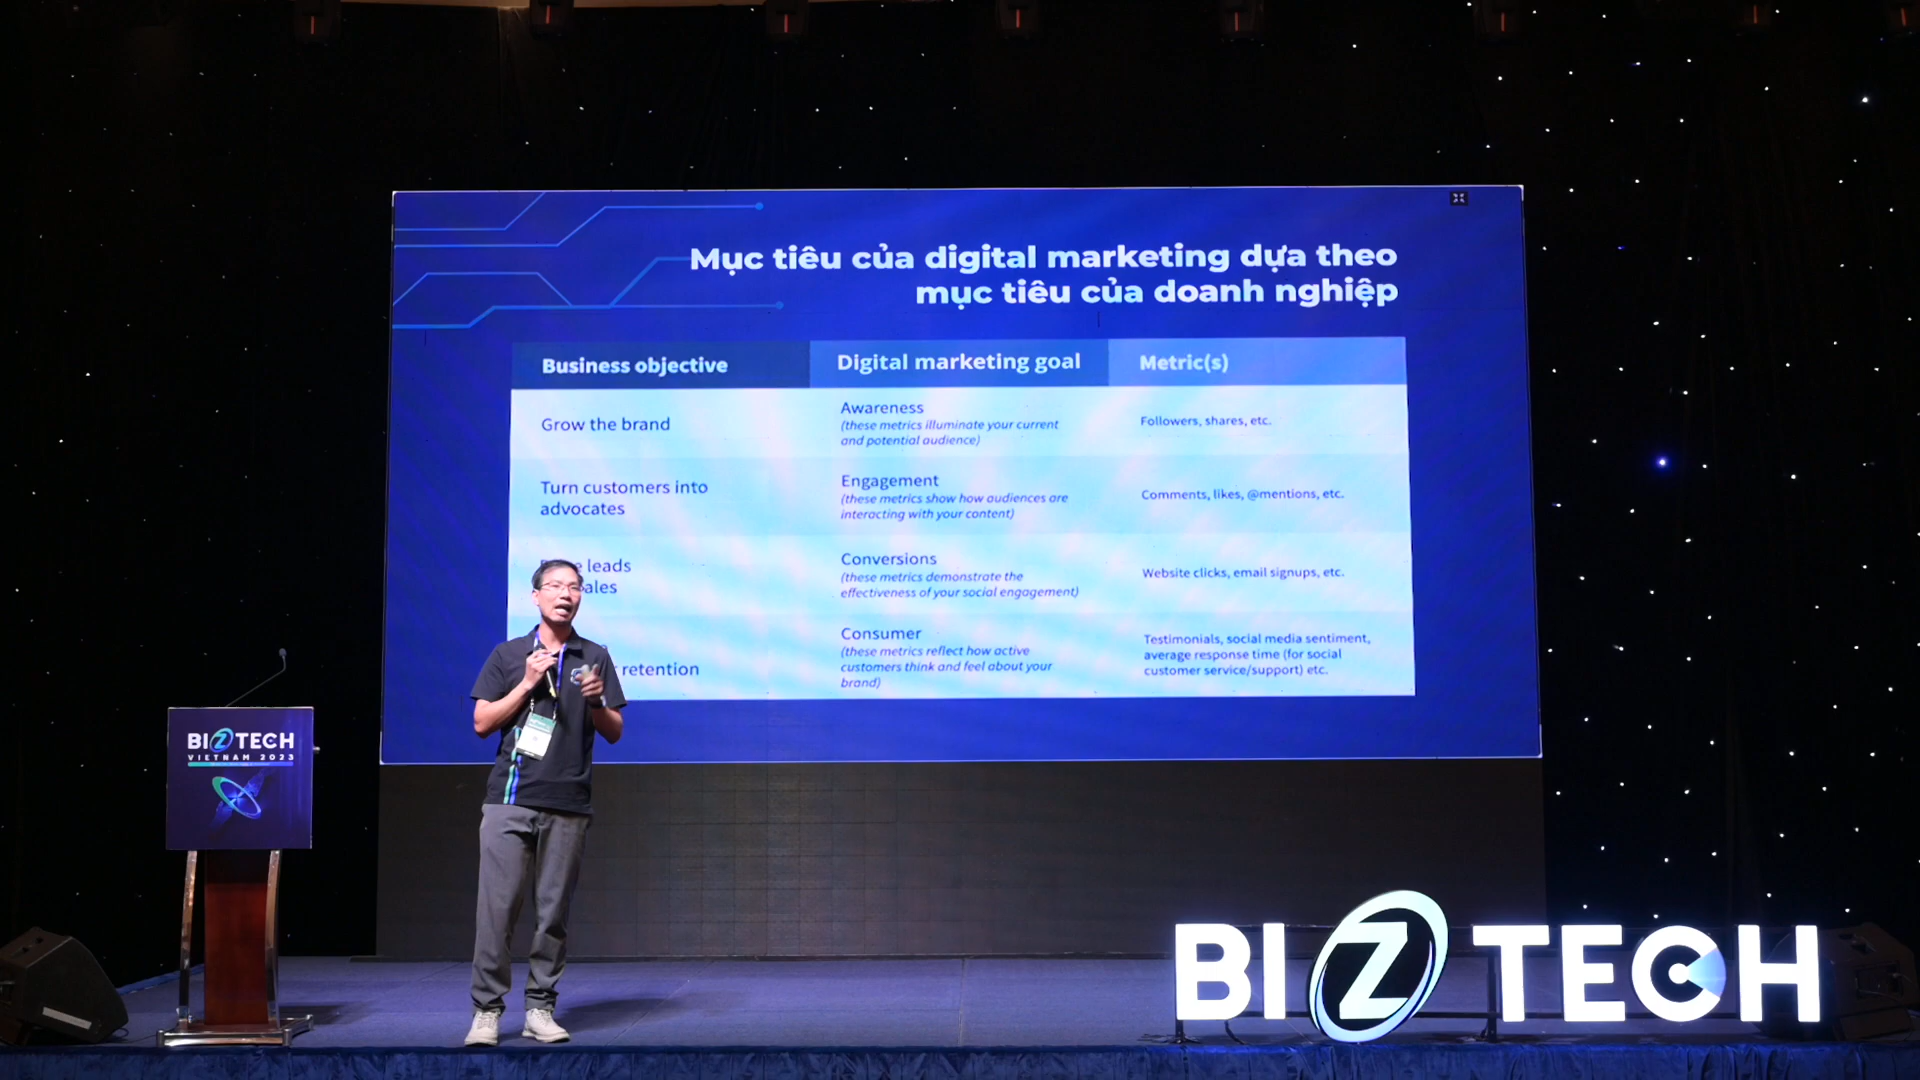 Mục tiêu của digital marketing dựa theo
mục tiêu của doanh nghiệp
Business objective
Digital marketing goal
Metric(s)
Grow the brand
Awareness
(these metrics illuminate your current
and potential audience)
Followers, shares, etc.
Turn customers into
advocates
Engagement
(these metrics show how audiences are
interacting with your content)
Comments, likes, @mentions, etc.
leads
Conversions
(these metrics demonstrate the
effectiveness of your social engagement)
Website clicks, email signups, etc.
retention
Consumer
(these metrics reflect how active
customers think and feel about your
brand)
Testimonials, social media sentiment,
average response time (for social
customer service/support) etc.
BIZTECH
VIETNAM 2023
BIZTECH